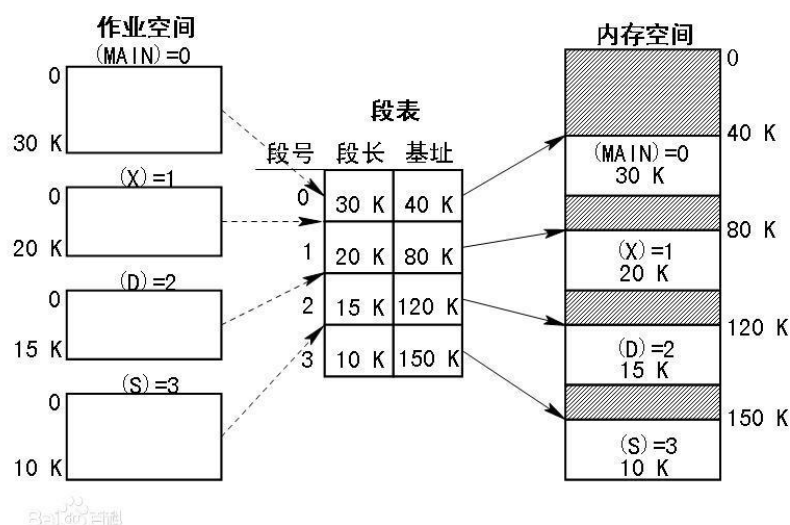 作业空间
(MAIN)=0
0
30 K
(X)=1
0
20 K
(D)=2
0
15 K
(S)=3
0
10 K
段表
段号 段长 基址
0 30 K 40 K
1 20 K 80 K
2 15 K 120 K
3 10 K 150 K
内存空间
0
40 K
(MAIN)=0
30 K
80 K
(X)=1
20 K
120 K
(D)=2
15 K
150 K
(S)=3
10 K